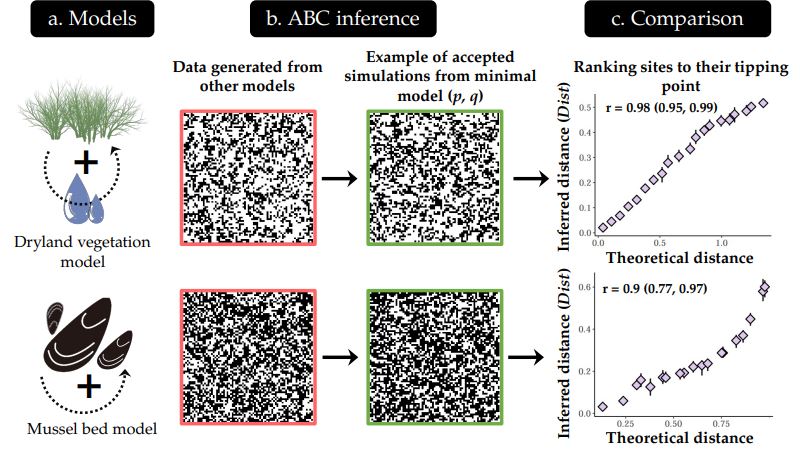 a. Models
b. ABC inference
c. Comparison
Data generated from
other models
Example of accepted
simulations from minimal
model (p, q)
Ranking sites to their tipping
point
Dryland vegetation
model
Inferred distance (Dist)
r = 0.98 (0.95, 0.99)
0.5
0.4
0.3
0.2
0.1
0.0
0.0 0.5 1.0
Theoretical distance
Mussel bed model
Inferred distance (Dist)
r = 0.9 (0.77, 0.97)
0.6
0.4
0.2
0.0
0.25 0.50 0.75
Theoretical distance